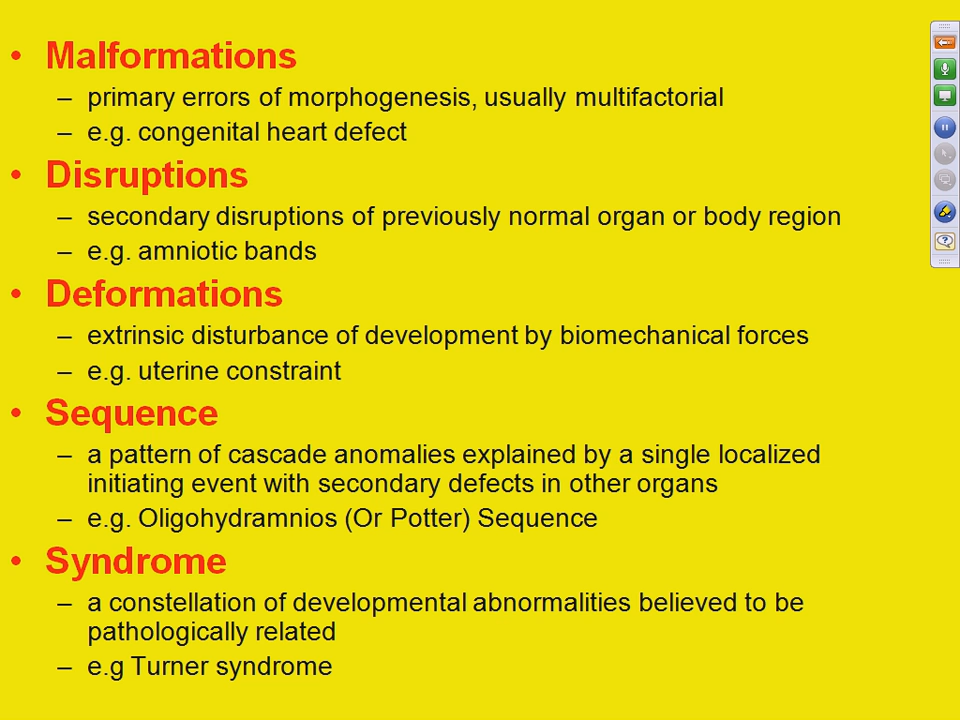 • Malformations
– primary errors of morphogenesis, usually multifactorial
– e.g. congenital heart defect
• Disruptions
– secondary disruptions of previously normal organ or body region
– e.g. amniotic bands
• Deformations
– extrinsic disturbance of development by biomechanical forces
– e.g. uterine constraint
• Sequence
– a pattern of cascade anomalies explained by a single localized
initiating event with secondary defects in other organs
– e.g. Oligohydramnios (Or Potter) Sequence
• Syndrome
– a constellation of developmental abnormalities believed to be
pathologically related
– e.g Turner syndrome